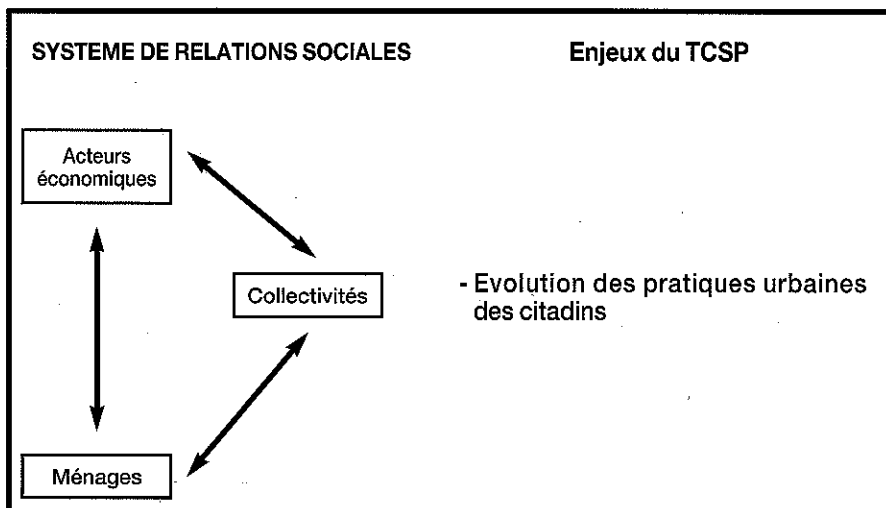 SYSTEME DE RELATIONS SOCIALES
Enjeux du TCSP
Acteurs
économiques
Collectivités
- Evolution des pratiques urbaines
des citadins
Ménages